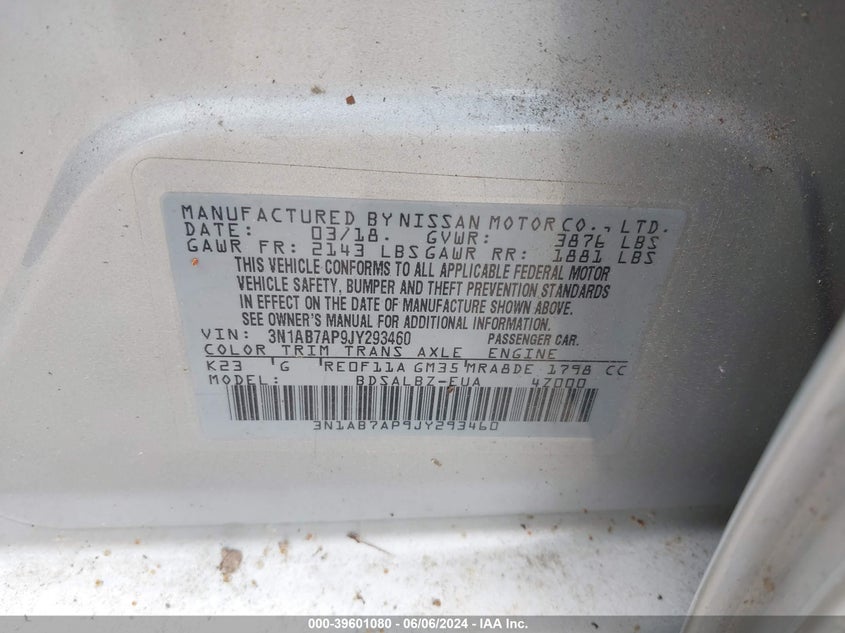 MANUFACTURED BY NISSAN MOTOR CO., LTD.
DATE: 03/18. GVWR: 3876 LBS
GAWR FR: 2143 LBS GAWR RR: 1881 LBS
THIS VEHICLE CONFORMS TO ALL APPLICABLE FEDERAL MOTOR
VEHICLE SAFETY, BUMPER AND THEFT PREVENTION STANDARDS
IN EFFECT ON THE DATE OF MANUFACTURE SHOWN ABOVE.
SEE OWNER'S MANUAL FOR ADDITIONAL INFORMATION.
VIN: 3N1AB7AP9JY293460 PASSENGER CAR.
COLOR TRIM TRANS AXLE ENGINE
K23 G RE0F11A GM35 MRA8DE 1798 CC
MODEL: BDSALBZ-EUA 47000
3N1AB7AP9JY293460
000-39601080 - 06/06/2024 - IAA Inc.